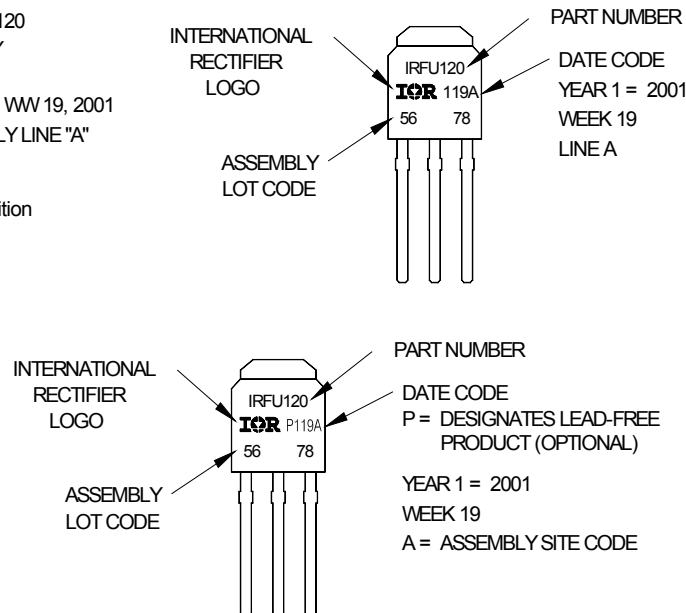 120
WW 19, 2001
LY LINE "A"
ition
INTERNATIONAL
RECTIFIER
LOGO
ASSEMBLY
LOT CODE
IRFU120
IOR 119A
56 78
PART NUMBER
DATE CODE
YEAR 1 = 2001
WEEK 19
LINE A
INTERNATIONAL
RECTIFIER
LOGO
ASSEMBLY
LOT CODE
IRFU120
IOR P119A
56 78
PART NUMBER
DATE CODE
P = DESIGNATES LEAD-FREE
PRODUCT (OPTIONAL)
YEAR 1 = 2001
WEEK 19
A = ASSEMBLY SITE CODE